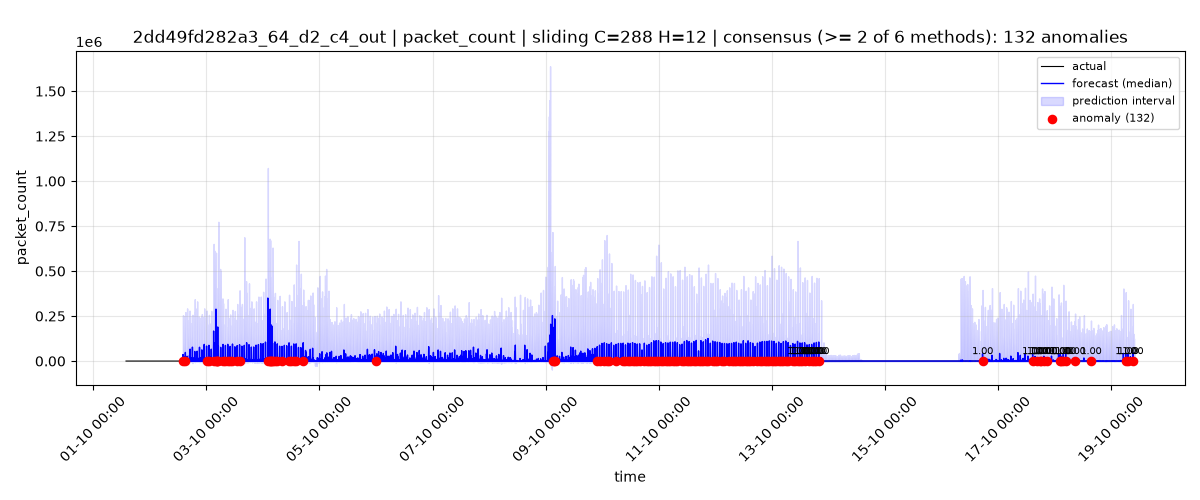 2dd49fd282a3_64_d2_c4_out | packet_count | sliding C=288 H=12 | consensus (>= 2 of 6 methods): 132 anomalies
1e6
actual
forecast (median)
prediction interval
anomaly (132)
1.50
1.25
1.00
0.75
0.50
0.25
0.00
packet_count
1.00
01-10 00:00
03-10 00:00
05-10 00:00
07-10 00:00
09-10 00:00
11-10 00:00
13-10 00:00
15-10 00:00
17-10 00:00
19-10 00:00
time